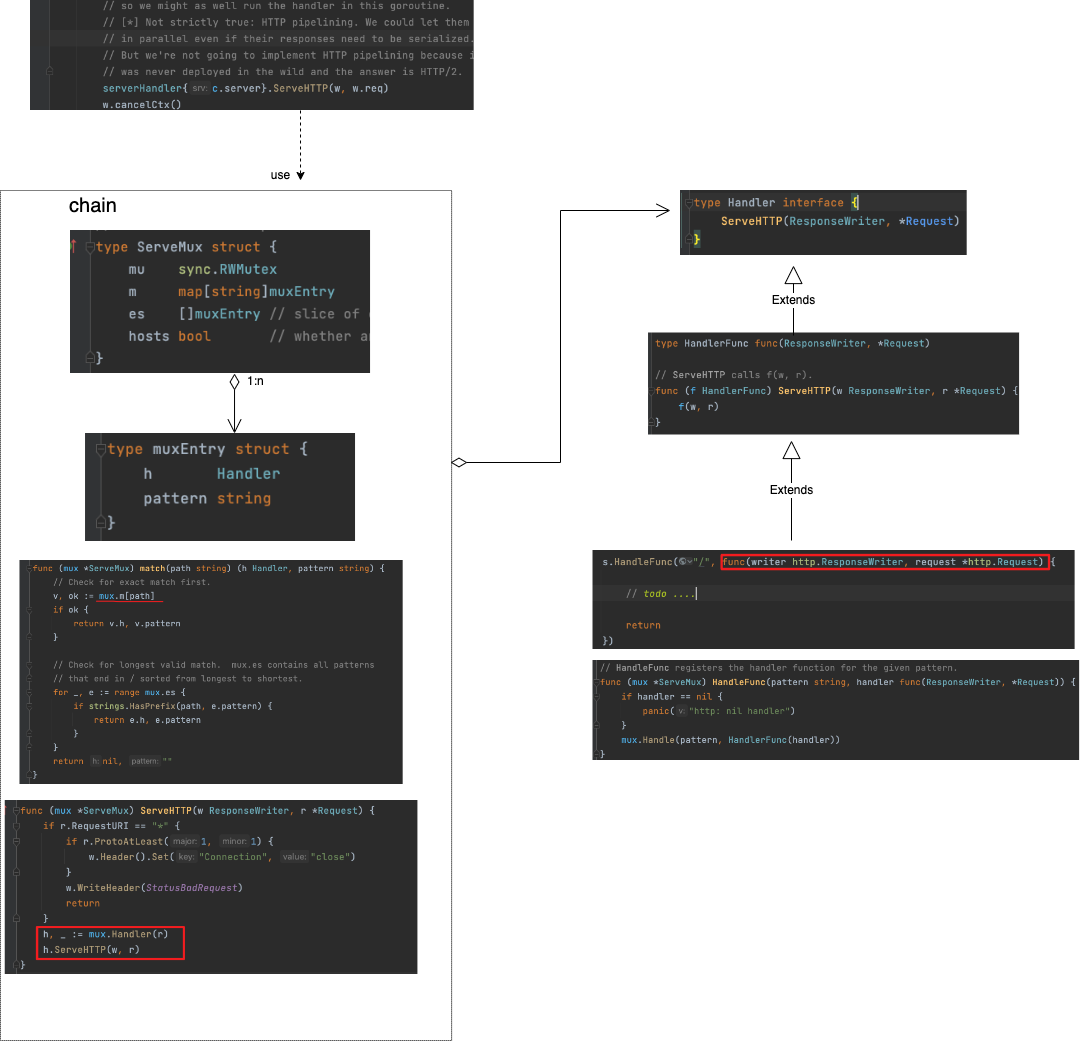 // so we might as well run the handler in this goroutine.
// [*] Not strictly true: HTTP pipelining. We could let them
// in parallel even if their responses need to be serialized.
// But we're not going to implement HTTP pipelining because
// was never deployed in the wild and the answer is HTTP/2.
serverHandler{ srv: c.server}.ServeHTTP(w, w.req)
w.cancelCtx()
use
chain
type ServeMux struct {
mu sync.RWMutex
m map[string]muxEntry
es []muxEntry // slice of
hosts bool // whether
}
1:n
type muxEntry struct {
h Handler
pattern string
}
func (mux *ServeMux) match(path string) (h Handler, pattern string) {
// Check for exact match first.
v, ok := mux.m[path]
if ok {
return v.h, v.pattern
}
// Check for longest valid match. mux.es contains all patterns
// that end in / sorted from longest to shortest.
for _, e := range mux.es {
if strings.HasPrefix(path, e.pattern) {
return e.h, e.pattern
}
}
return h: nil, pattern: ""
}
func (mux *ServeMux) ServeHTTP(w ResponseWriter, r *Request) {
if r.RequestURI == "*" {
if r.ProtoAtLeast( major: 1, minor: 1) {
w.Header().Set( key: "Connection", value: "close")
}
w.WriteHeader(StatusBadRequest)
return
}
h, _ := mux.Handler(r)
h.ServeHTTP(w, r)
}
type Handler interface {
ServeHTTP(ResponseWriter, *Request)
}
Extends
type HandlerFunc func(ResponseWriter, *Request)
// ServeHTTP calls f(w, r).
func (f HandlerFunc) ServeHTTP(w ResponseWriter, r *Request) {
f(w, r)
}
Extends
s.HandleFunc("/", func(writer http.ResponseWriter, request *http.Request) {
// todo ....
return
})
// HandleFunc registers the handler function for the given pattern.
func (mux *ServeMux) HandleFunc(pattern string, handler func(ResponseWriter, *Request)) {
if handler == nil {
panic( v: "http: nil handler")
}
mux.Handle(pattern, HandlerFunc(handler))
}